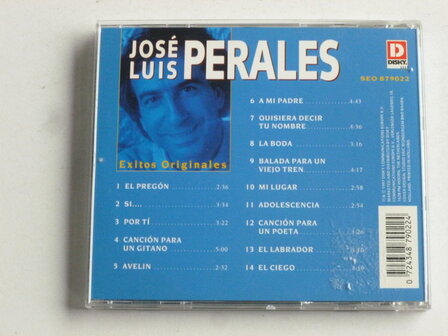 JOSÉ
LUIS PERALES
D
DISKY
SEO 879022
Exitos Originales
1 EL PREGÓN 2:36
2 SI.... 3:34
3 POR TÍ 3:22
4 CANCIÓN PARA
UN GITANO 5:00
5 AVELIN 2:32
6 A MI PADRE 4:43
7 QUISIERA DECIR
TU NOMBRE 6:36
8 LA BODA 3:16
9 BALADA PARA UN
VIEJO TREN 4:17
10 MI LUGAR 2:58
11 ADOLESCENCIA 2:54
12 CANCIÓN PARA
UN POETA
13 EL LABRADOR
14 EL CIEGO
0 724348 790224